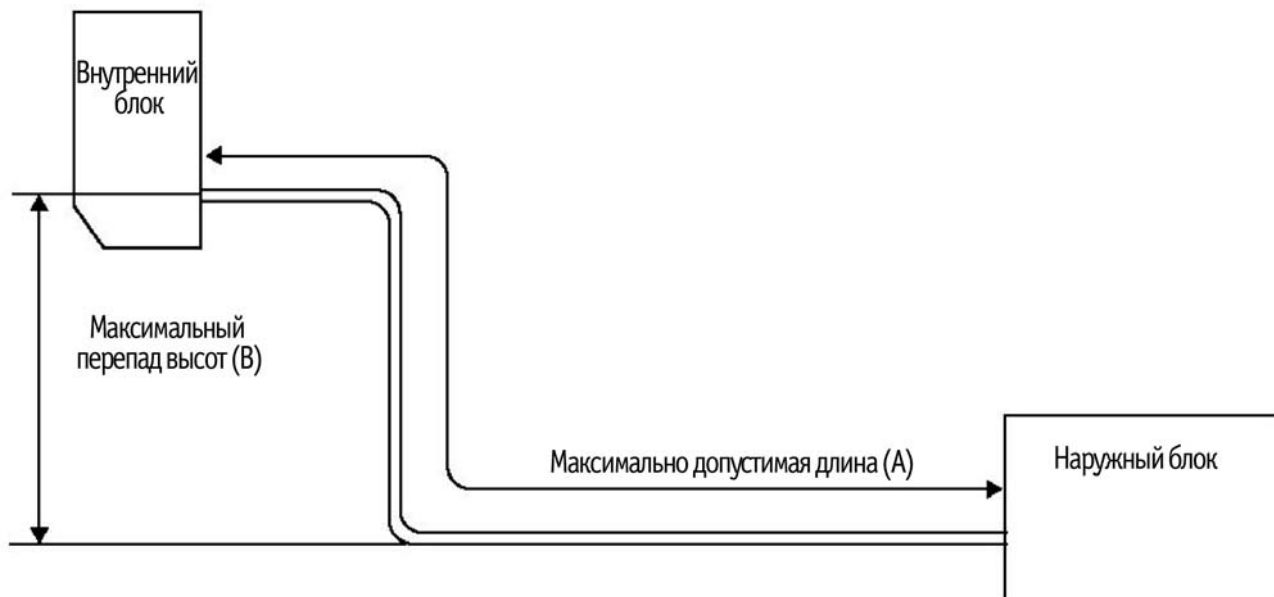 Внутренний
блок
Максимальный
перепад высот (В)
Максимально допустимая длина (А)
Наружный блок